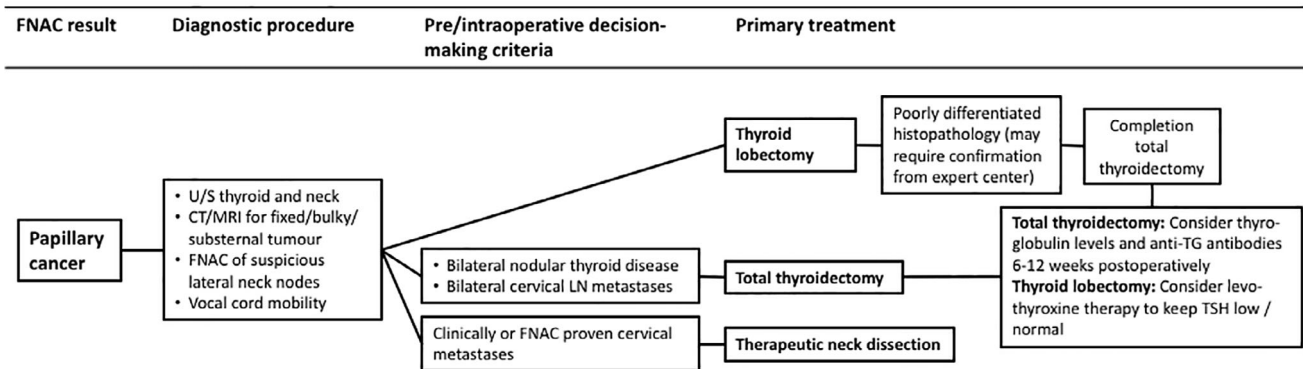 FNAC result
Diagnostic procedure
Pre/intraoperative decision-
making criteria
Primary treatment
Papillary
cancer
• U/S thyroid and neck
• CT/MRI for fixed/bulky/
substernal tumour
• FNAC of suspicious
lateral neck nodes
• Vocal cord mobility
Thyroid
lobectomy
Poorly differentiated
histopathology (may
require confirmation
from expert center)
Completion
total
thyroidectomy
• Bilateral nodular thyroid disease
• Bilateral cervical LN metastases
Total thyroidectomy
Total thyroidectomy: Consider thyro-
globulin levels and anti-TG antibodies
6-12 weeks postoperatively
Thyroid lobectomy: Consider levo-
thyroxine therapy to keep TSH low /
normal
Clinically or FNAC proven cervical
metastases
Therapeutic neck dissection